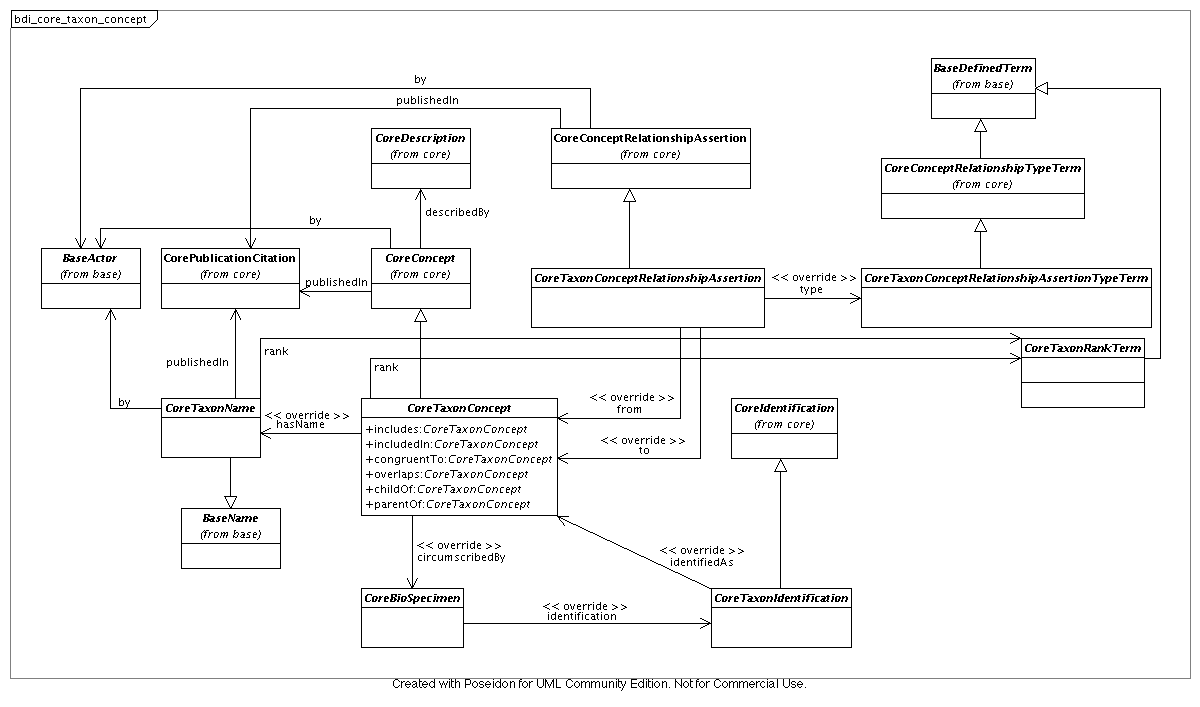 bdi_core_taxon_concept
BaseDefinedTerm
(from base)
by
publishedIn
CoreDescription
(from core)
CoreConceptRelationshipAssertion
(from core)
CoreConceptRelationshipTypeTerm
(from core)
describedBy
by
BaseActor
(from base)
CorePublicationCitation
(from core)
publishedIn
CoreConcept
(from core)
CoreTaxonConceptRelationshipAssertion
<< override >>
type
CoreTaxonConceptRelationshipAssertionTypeTerm
rank
CoreTaxonRankTerm
publishedIn
rank
by
CoreTaxonName
<< override >>
hasName
CoreTaxonConcept
+includes:CoreTaxonConcept
+includedIn:CoreTaxonConcept
+congruentTo:CoreTaxonConcept
+overlaps:CoreTaxonConcept
+childOf:CoreTaxonConcept
+parentOf:CoreTaxonConcept
<< override >>
from
<< override >>
to
CoreIdentification
(from core)
BaseName
(from base)
<< override >>
circumscribedBy
<< override >>
identifiedAs
CoreBioSpecimen
<< override >>
identification
CoreTaxonIdentification
Created with Poseidon for UML Community Edition. Not for Commercial Use.